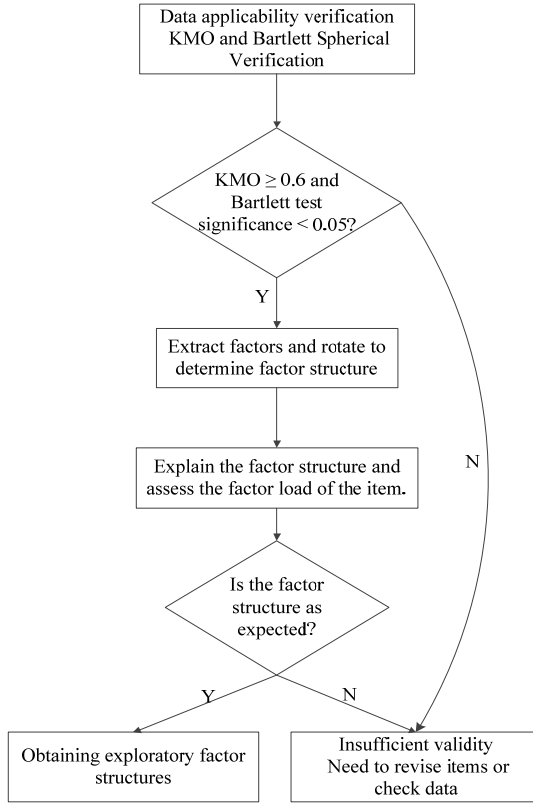 Data applicability verification
KMO and Bartlett Spherical
Verification
KMO ≥ 0.6 and
Bartlett test
significance < 0.05?
Y
Extract factors and rotate to
determine factor structure
N
Explain the factor structure and
assess the factor load of the item.
Is the factor
structure as
expected?
Y
N
Obtaining exploratory factor
structures
Insufficient validity
Need to revise items or
check data